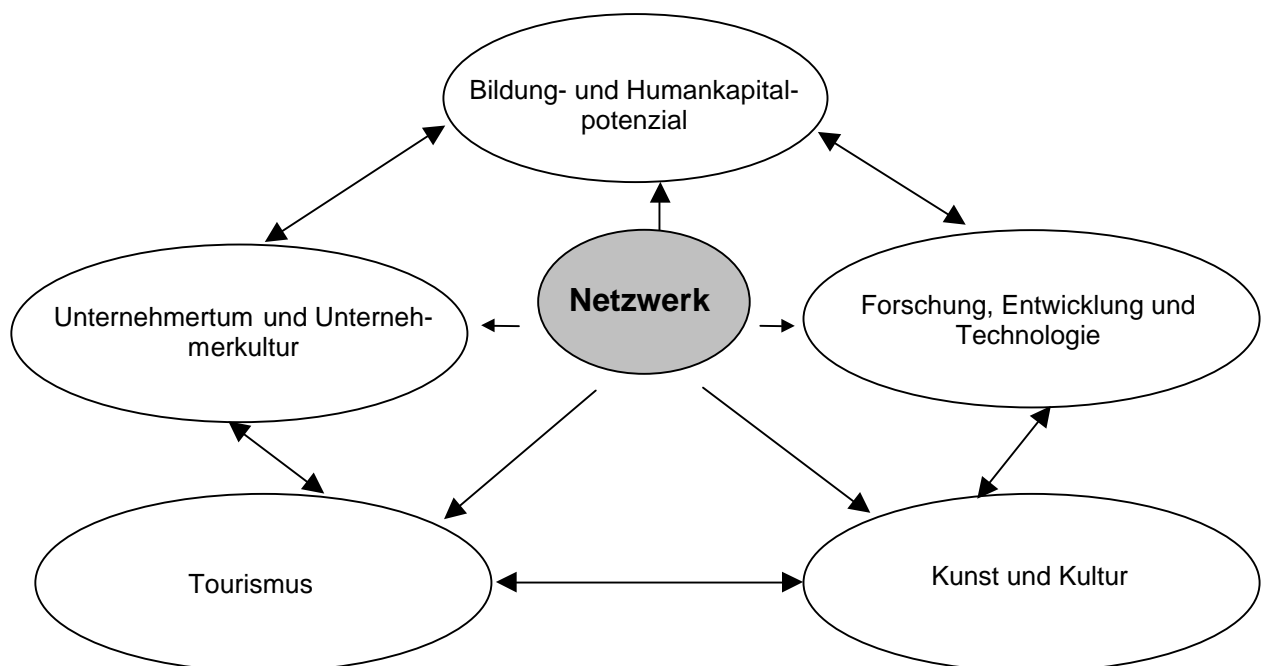 Bildung- und Humankapital-
potenzial
Netzwerk
Unternehmertum und Unterneh-
merkultur
Forschung, Entwicklung und
Technologie
Tourismus
Kunst und Kultur